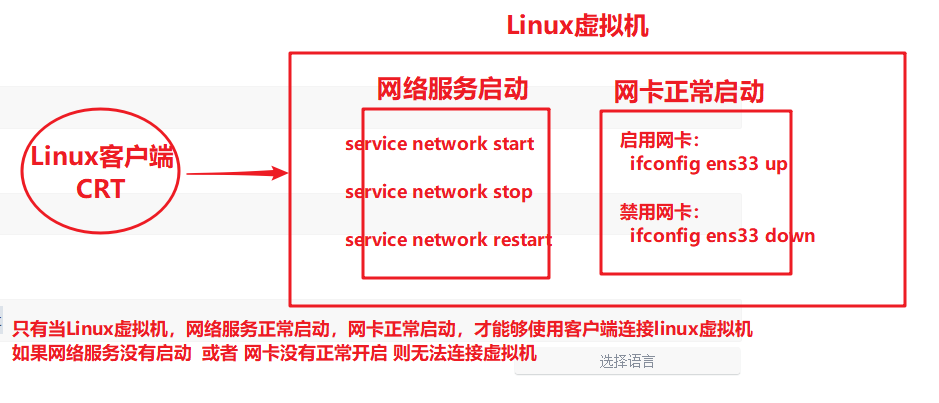 Linux虚拟机
网络服务启动
网卡正常启动
Linux客户端
CRT
service network start
service network stop
service network restart
启用网卡：
ifconfig ens33 up
禁用网卡：
ifconfig ens33 down
只有当Linux虚拟机，网络服务正常启动，网卡正常启动，才能够使用客户端连接linux虚拟机
如果网络服务没有启动 或者 网卡没有正常开启 则无法连接虚拟机
选择语言